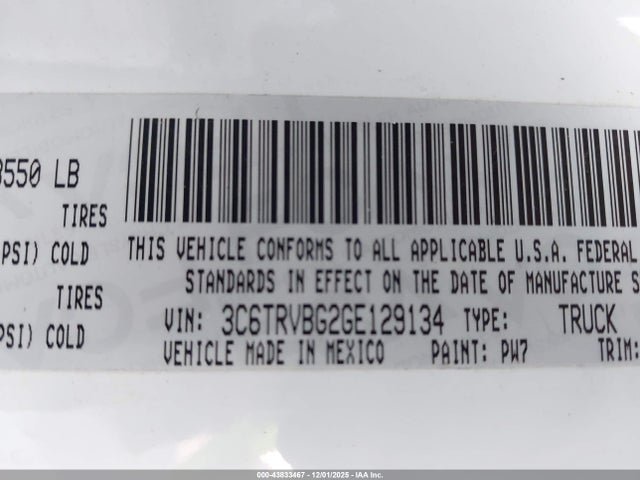 8550 LB
TIRES
PSI) COLD
TIRES
PSI) COLD
THIS VEHICLE CONFORMS TO ALL APPLICABLE U.S.A. FEDERAL
STANDARDS IN EFFECT ON THE DATE OF MANUFACTURE S
VIN: 3C6TRVBG2GE129134 TYPE: TRUCK
VEHICLE MADE IN MEXICO PAINT: PW7 TRIM:
000-43833467 - 12/01/2025 - IAA Inc.